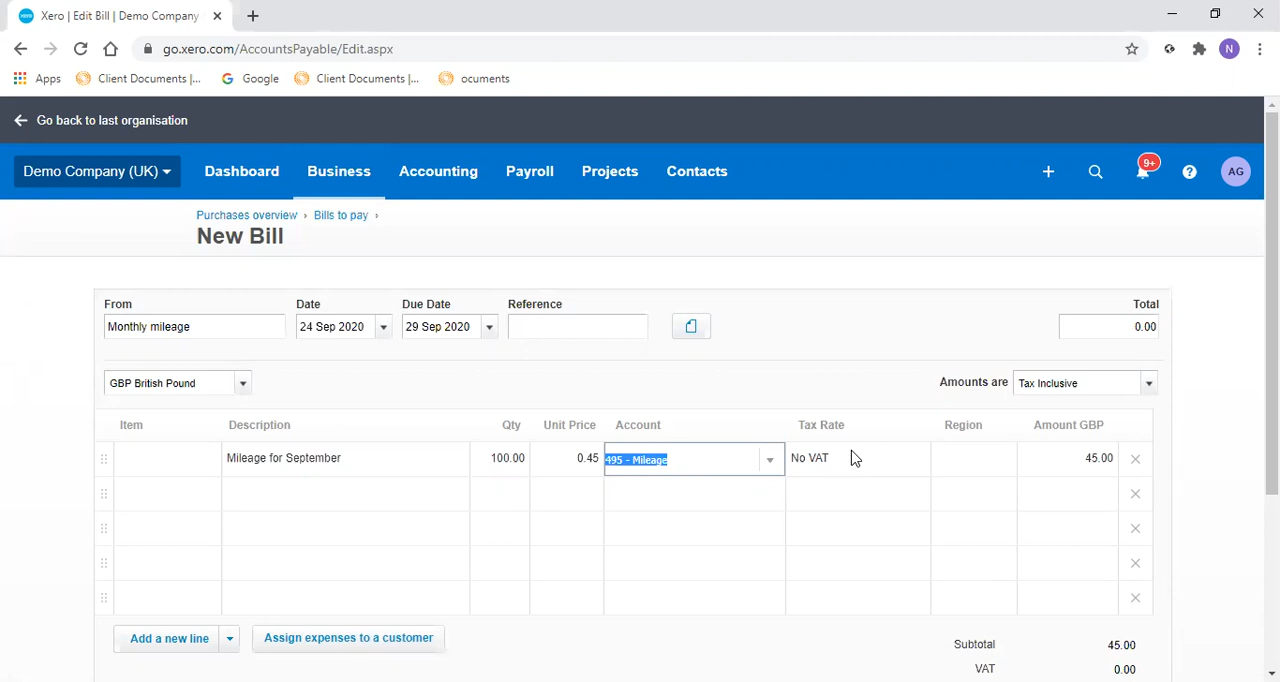 Xero | Edit Bill | Demo Company
go.xero.com/AccountsPayable/Edit.aspx
N
Apps Client Documents |... Google Client Documents |... ocuments
Go back to last organisation
Demo Company (UK) Dashboard Business Accounting Payroll Projects Contacts 9+ AG
Purchases overview › Bills to pay ›
New Bill
From Date Due Date Reference Total
Monthly mileage 24 Sep 2020 29 Sep 2020 0.00
GBP British Pound Amounts are Tax Inclusive
Item Description Qty Unit Price Account Tax Rate Region Amount GBP
Mileage for September 100.00 0.45 495 - Mileage No VAT 45.00
Add a new line Assign expenses to a customer
Subtotal 45.00
VAT 0.00